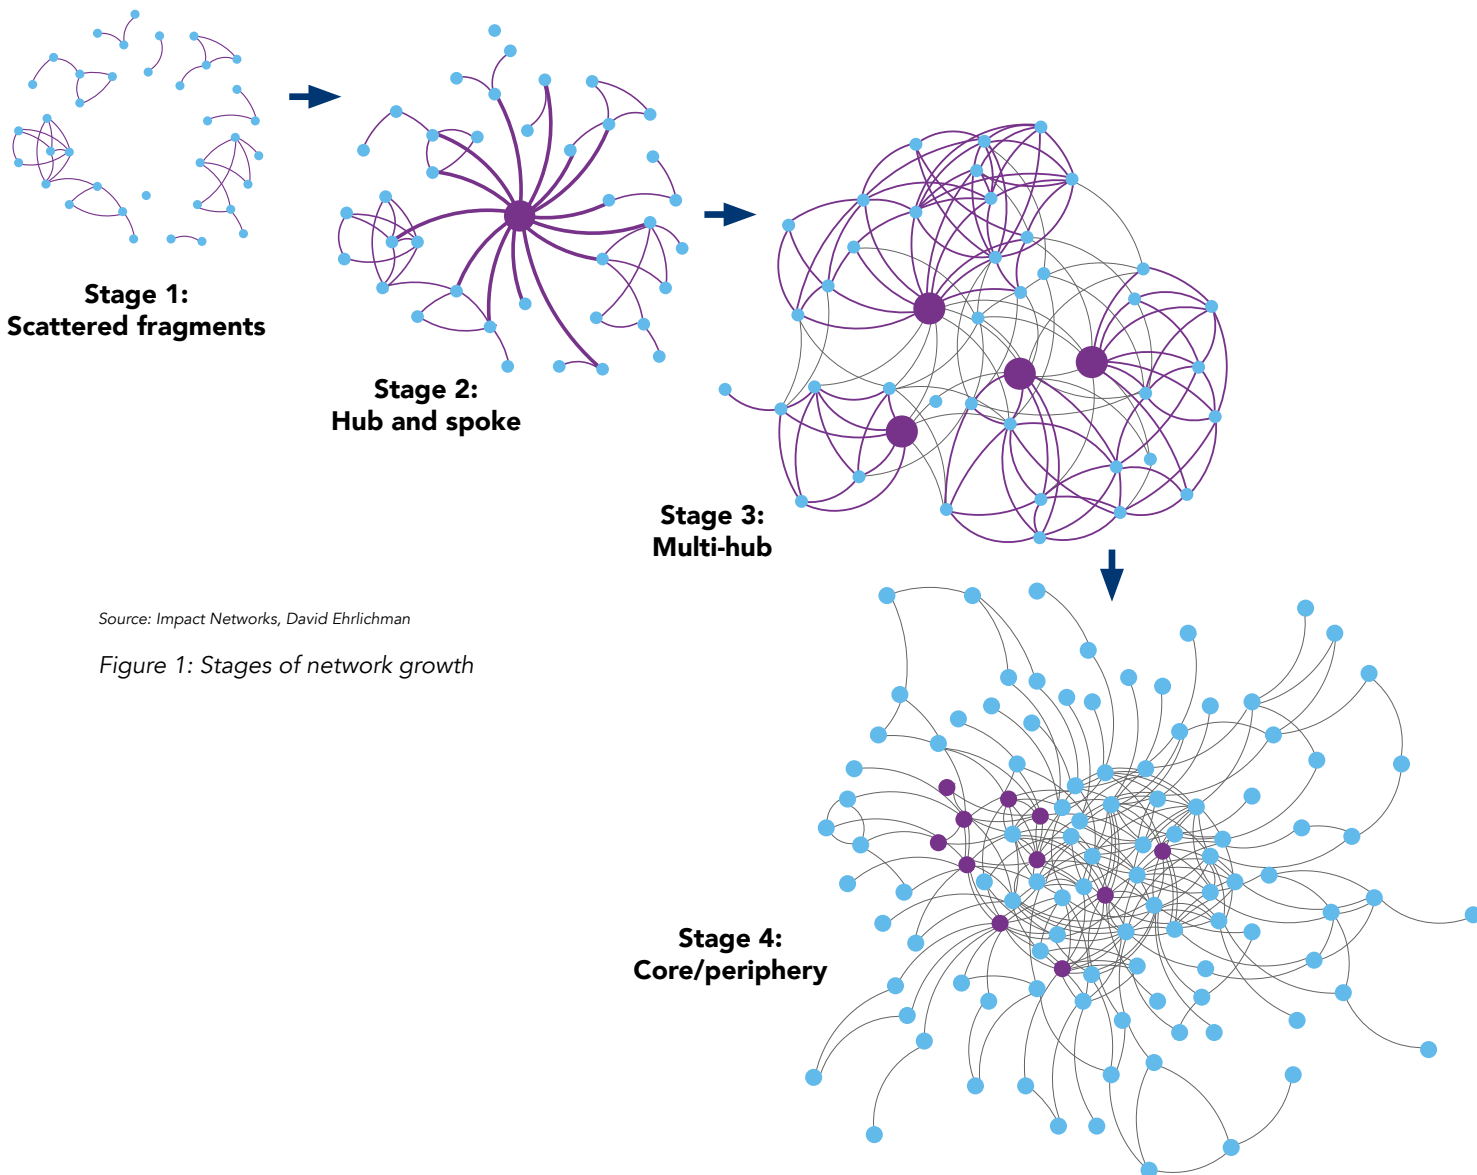 Stage 1:
Scattered fragments
Stage 2:
Hub and spoke
Stage 3:
Multi-hub
Source: Impact Networks, David Ehrlichman
Figure 1: Stages of network growth
Stage 4:
Core/periphery